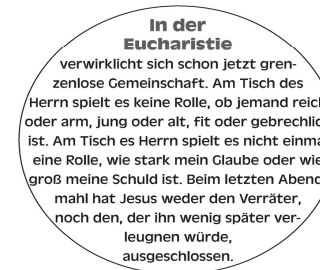 In der
Eucharistie
verwirklicht sich schon jetzt gren-
zenlose Gemeinschaft. Am Tisch des
Herrn spielt es keine Rolle, ob jemand reich
oder arm, jung oder alt, fit oder gebrechlic
ist. Am Tisch es Herrn spielt es nicht einma
eine Rolle, wie stark mein Glaube oder wie
groß meine Schuld ist. Beim letzten Abend
mahl hat Jesus weder den Verräter,
noch den, der ihn wenig später ver-
leugnen würde,
ausgeschlossen.